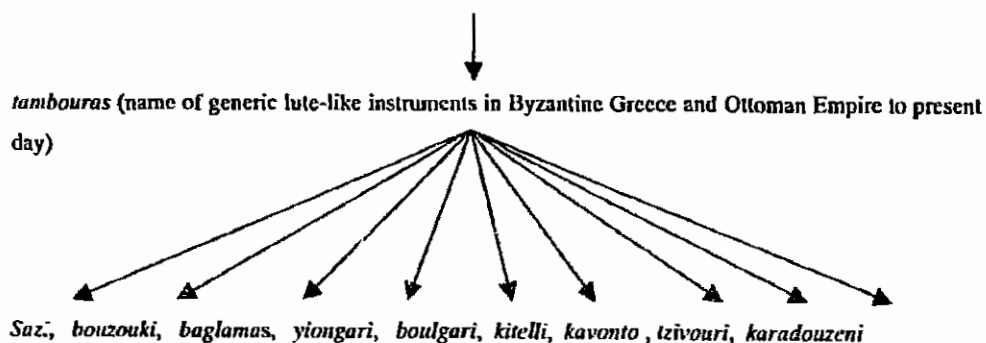 tambouras (name of generic lute-like instruments in Byzantine Greece and Ottoman Empire to present
day)
Saz, bouzouki, baglamas, yiongari, boulgari, kitelli, kavonto , tzivouri, karadouzeni